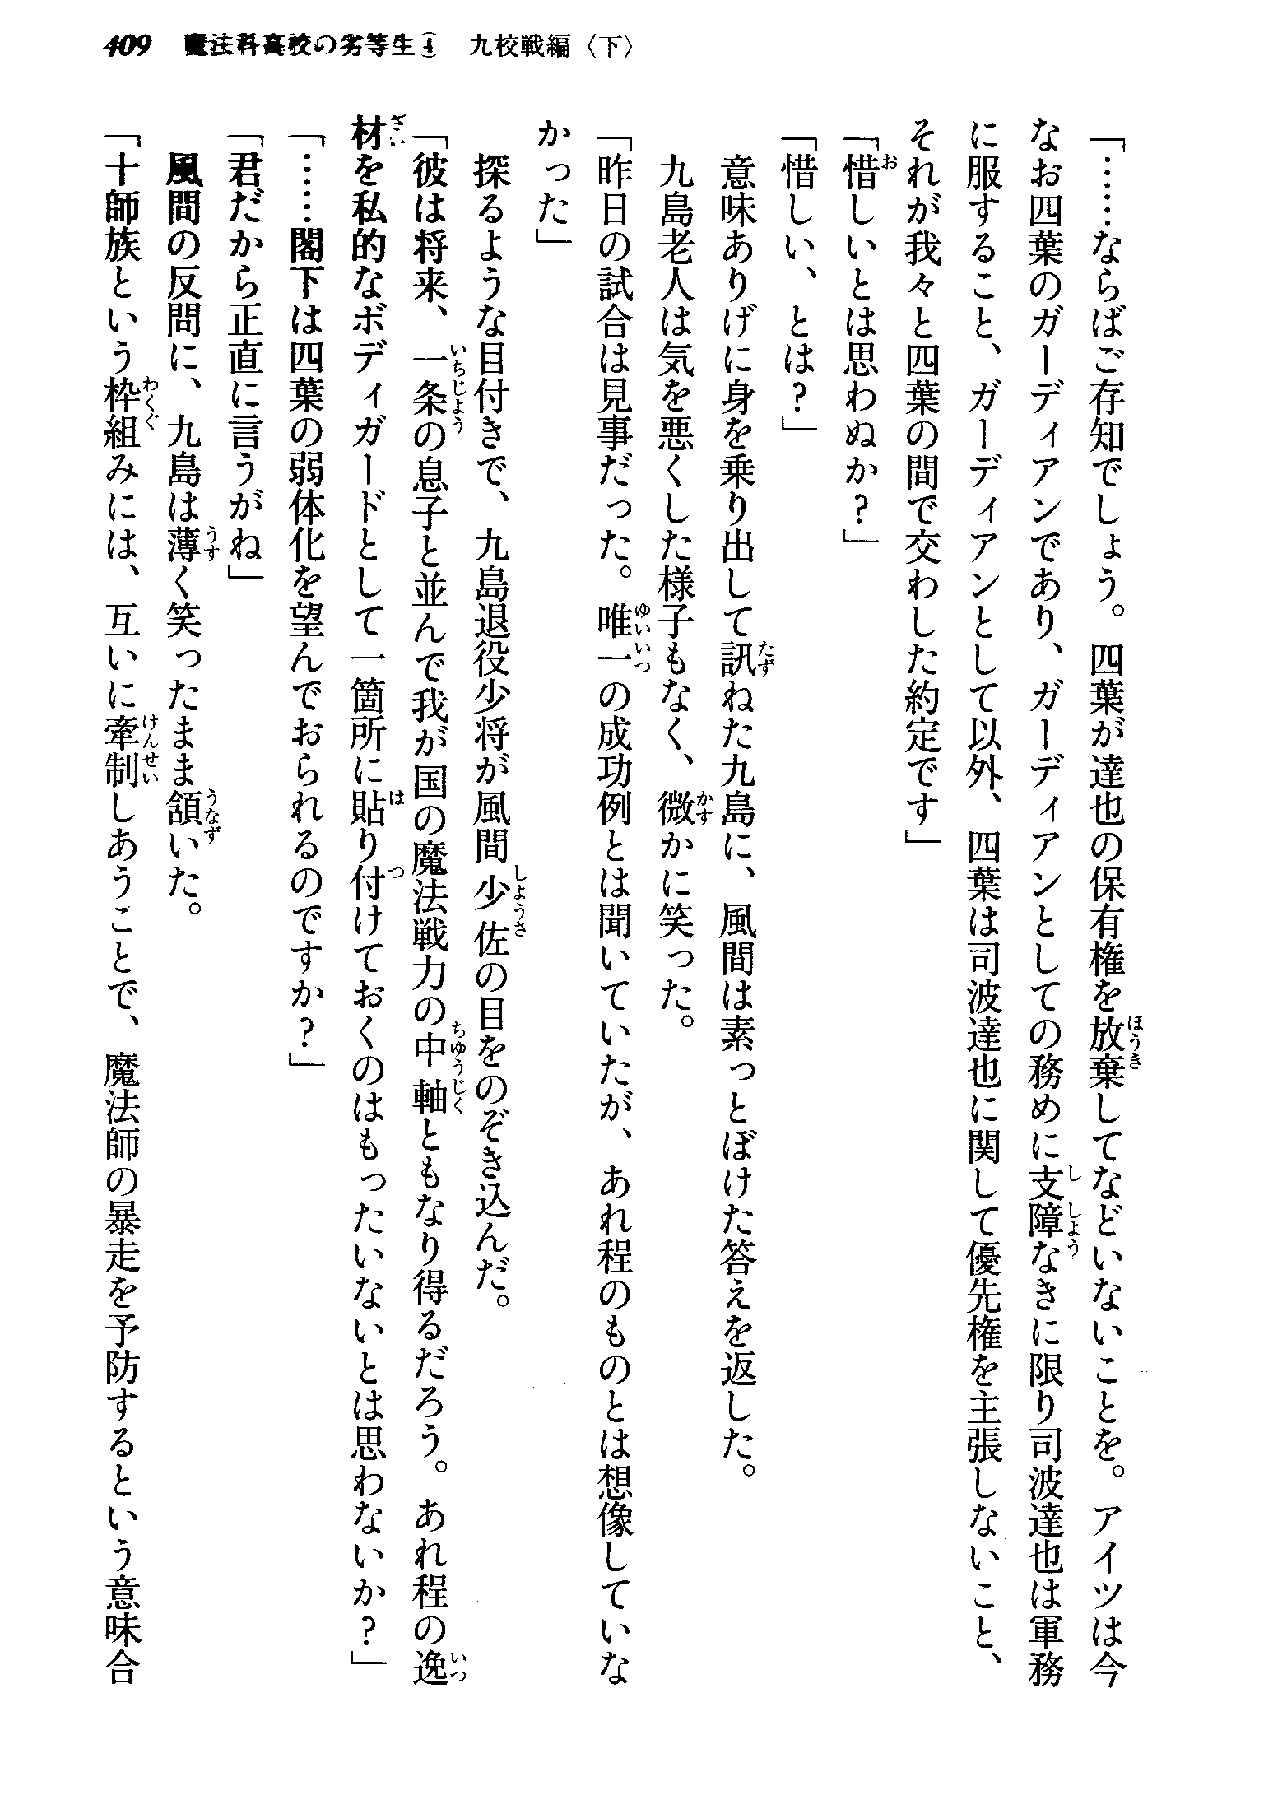 409　魔法科高校の劣等生④　九校戦編〈下〉
「……ならばご存知でしょう。四葉が達也の保有権を放棄してなどいないことを。アイツは今
なお四葉のガーディアンであり、ガーディアンとしての務めに支障なきに限り司波達也は軍務
に服すること、ガーディアンとして以外、四葉は司波達也に関して優先権を主張しないこと、
それが我々と四葉の間で交わした約定です」
「惜しいとは思わぬか？」
「惜しい、とは？」
　意味ありげに身を乗り出して訊ねた九島に、風間は素っとぼけた答えを返した。
　九島老人は気を悪くした様子もなく、微かに笑った。
「昨日の試合は見事だった。唯一の成功例とは聞いていたが、あれ程のものとは想像していな
かった」
　探るような目付きで、九島退役少将が風間少佐の目をのぞき込んだ。
「彼は将来、一条の息子と並んで我が国の魔法戦力の中軸ともなり得るだろう。あれ程の逸
材を私的なボディガードとして一箇所に貼り付けておくのはもったいないとは思わないか？」
「……閣下は四葉の弱体化を望んでおられるのですか？」
「君だから正直に言うがね」
　風間の反問に、九島は薄く笑ったまま頷いた。
「十師族という枠組みには、互いに牽制しあうことで、魔法師の暴走を予防するという意味合